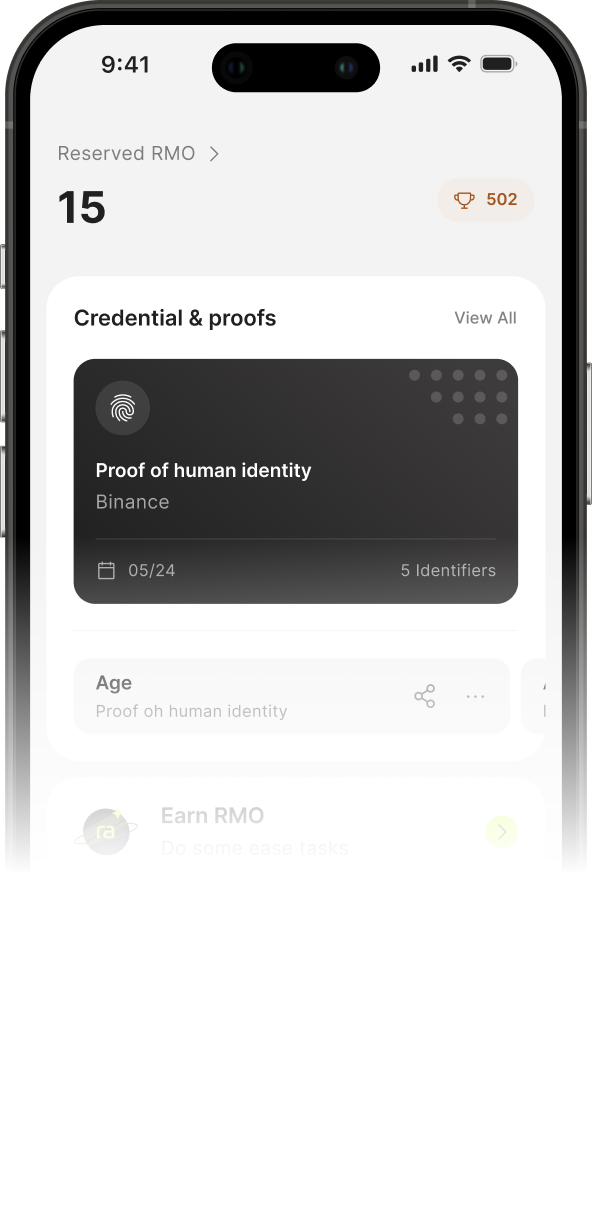 9:41
Reserved RMO
15
502
Credential & proofs
View All
Proof of human identity
Binance
05/24
5 Identifiers
Age
Proof oh human identity
Earn RMO
ra
Do some ease tasks